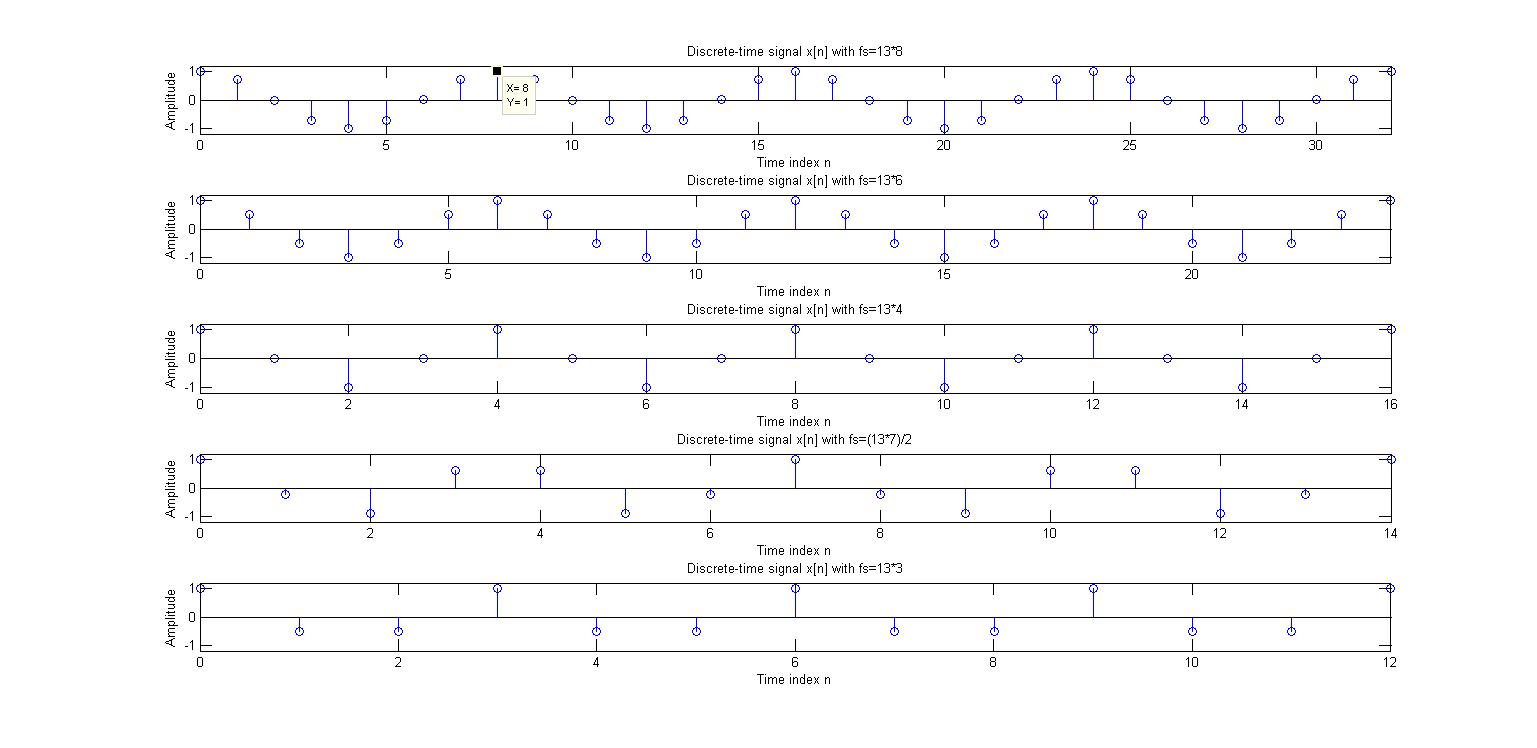 Discrete-time signal x[n] with fs=13*8
Amplitude
1
0
-1
X= 8
Y= 1
0 5 10 15 20 25 30
Time index n
Discrete-time signal x[n] with fs=13*6
Amplitude
1
0
-1
0 5 10 15 20
Time index n
Discrete-time signal x[n] with fs=13*4
Amplitude
1
0
-1
0 2 4 6 8 10 12 14 16
Time index n
Discrete-time signal x[n] with fs=(13*7)/2
Amplitude
1
0
-1
0 2 4 6 8 10 12 14
Time index n
Discrete-time signal x[n] with fs=13*3
Amplitude
1
0
-1
0 2 4 6 8 10 12
Time index n